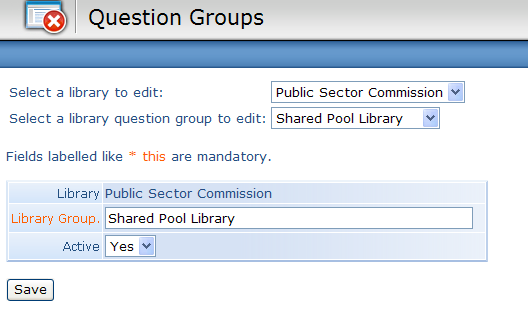 Question Groups
Select a library to edit: Public Sector Commission
Select a library question group to edit: Shared Pool Library
Fields labelled like * this are mandatory.
Library Public Sector Commission
Library Group. Shared Pool Library
Active Yes
Save